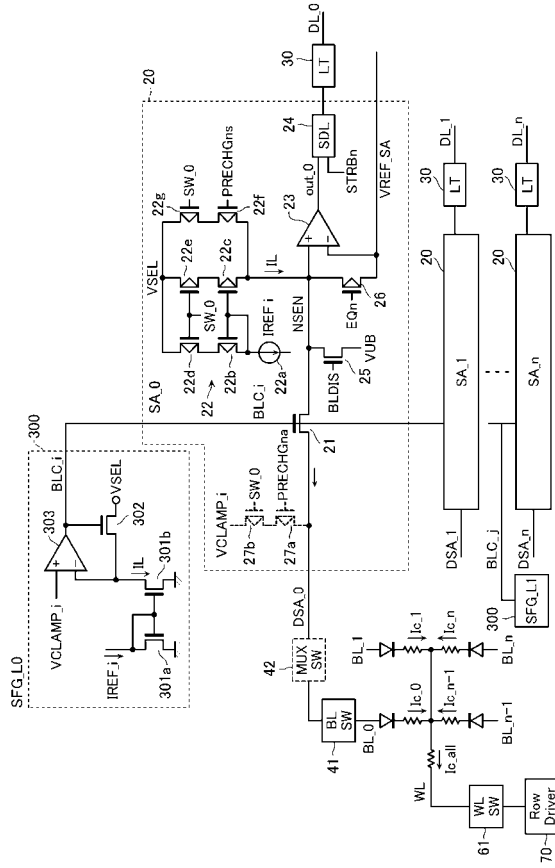 SFG_L0
300
IREF_i
301a
301b
IL
VCLAMP_i
303
+
−
302
VSEL
BLC_i
20
SA_0
VSEL
22g
SW_0
PRECHGns
22f
22e
22c
SW_0
22d
22b
22
IREF_i
22a
IL
BLC_i
NSEN
23
+
−
out_0
24
SDL
STRBn
30
LT
DL_0
VREF_SA
EQn
26
BLDIS
25
VUB
21
VCLAMP_i
27b
SW_0
PRECHGna
27a
DSA_0
42
MUX
SW
41
BL
SW
BL_0
BL_1
Ic_1
Ic_0
Ic_n
Ic_n−1
BL_n
BL_n−1
Ic_all
WL
61
WL
SW
70
Row
Driver
DSA_1
20
SA_1
30
LT
DL_1
BLC_j
300
SFG_L1
DSA_n
20
SA_n
30
LT
DL_n